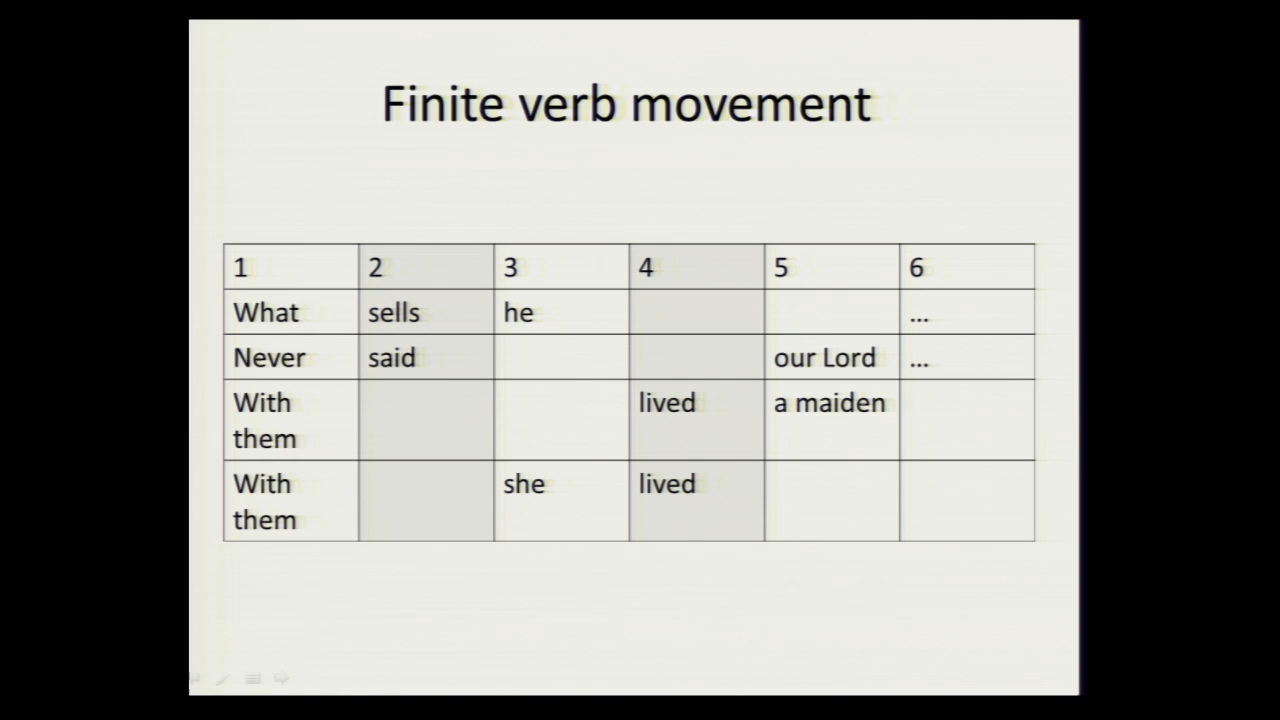 Finite verb movement
1 2 3 4 5 6
What sells he ...
Never said our Lord ...
With lived a maiden
them
With she lived
them